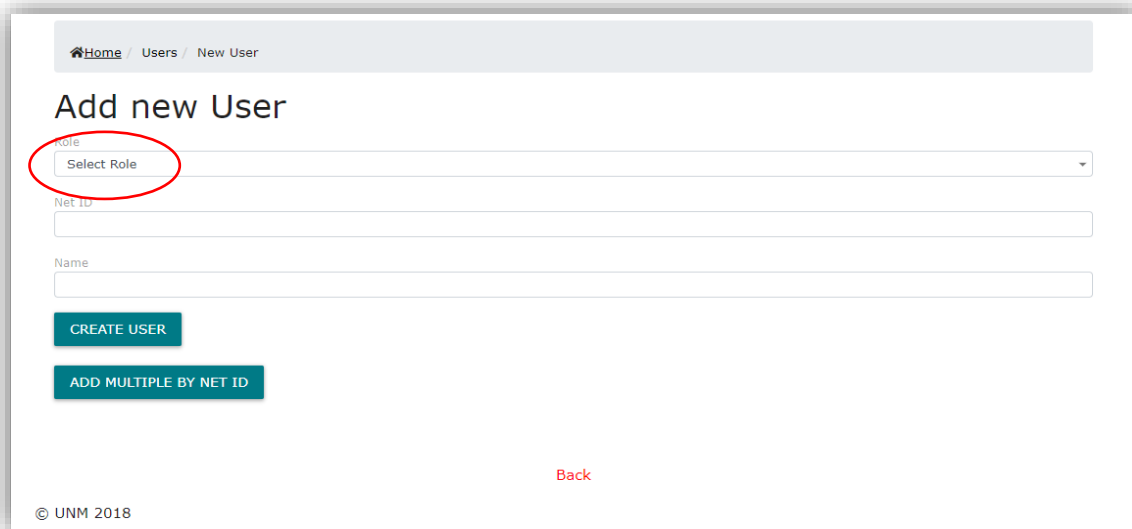 Home / Users / New User
Add new User
Role
Select Role
Net ID
Name
CREATE USER
ADD MULTIPLE BY NET ID
Back
© UNM 2018